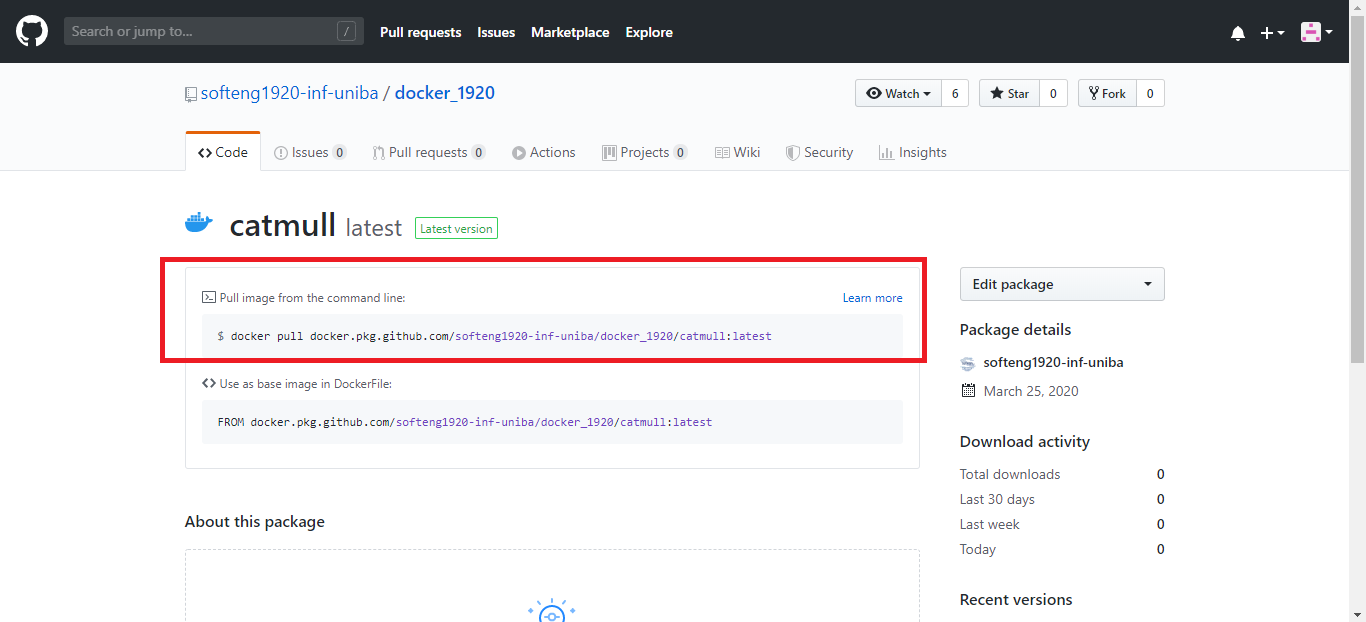 Search or jump to... /
Pull requests Issues Marketplace Explore
softeng1920-inf-uniba / docker_1920
Watch 6 Star 0 Fork 0
Code Issues 0 Pull requests 0 Actions Projects 0 Wiki Security Insights
catmull latest Latest version
Pull image from the command line: Learn more
$ docker pull docker.pkg.github.com/softeng1920-inf-uniba/docker_1920/catmull:latest
Use as base image in DockerFile:
FROM docker.pkg.github.com/softeng1920-inf-uniba/docker_1920/catmull:latest
About this package
Edit package
Package details
softeng1920-inf-uniba
March 25, 2020
Download activity
Total downloads 0
Last 30 days 0
Last week 0
Today 0
Recent versions